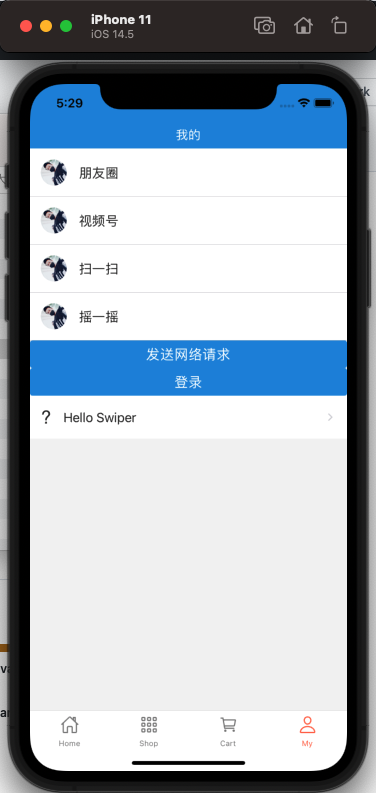 iPhone 11
iOS 14.5
5:29
我的
朋友圈
视频号
扫一扫
摇一摇
发送网络请求
登录
? Hello Swiper
Home
Shop
Cart
My